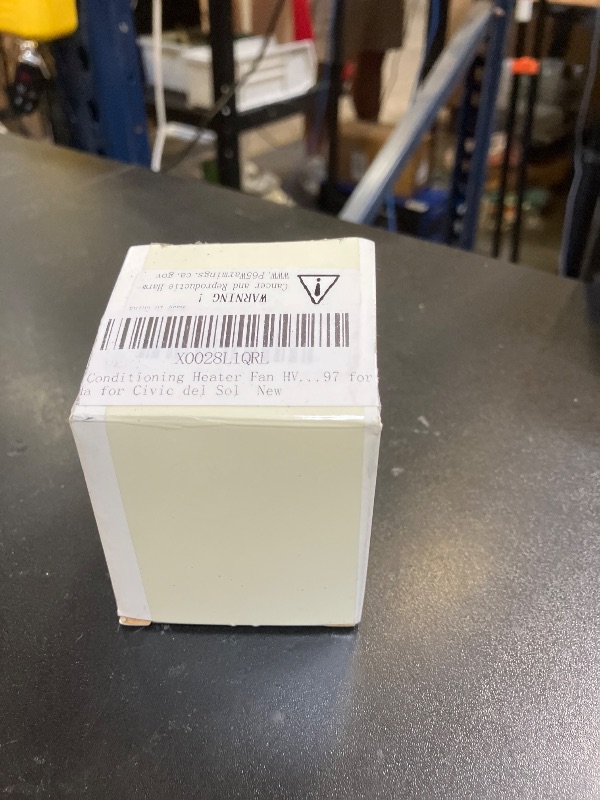 WARNING !
Cancer and Reproductive Harm-
www.P65Warnings.ca.gov
X0028L1QRL
Conditioning Heater Fan HV...97 for
a for Civic del Sol New